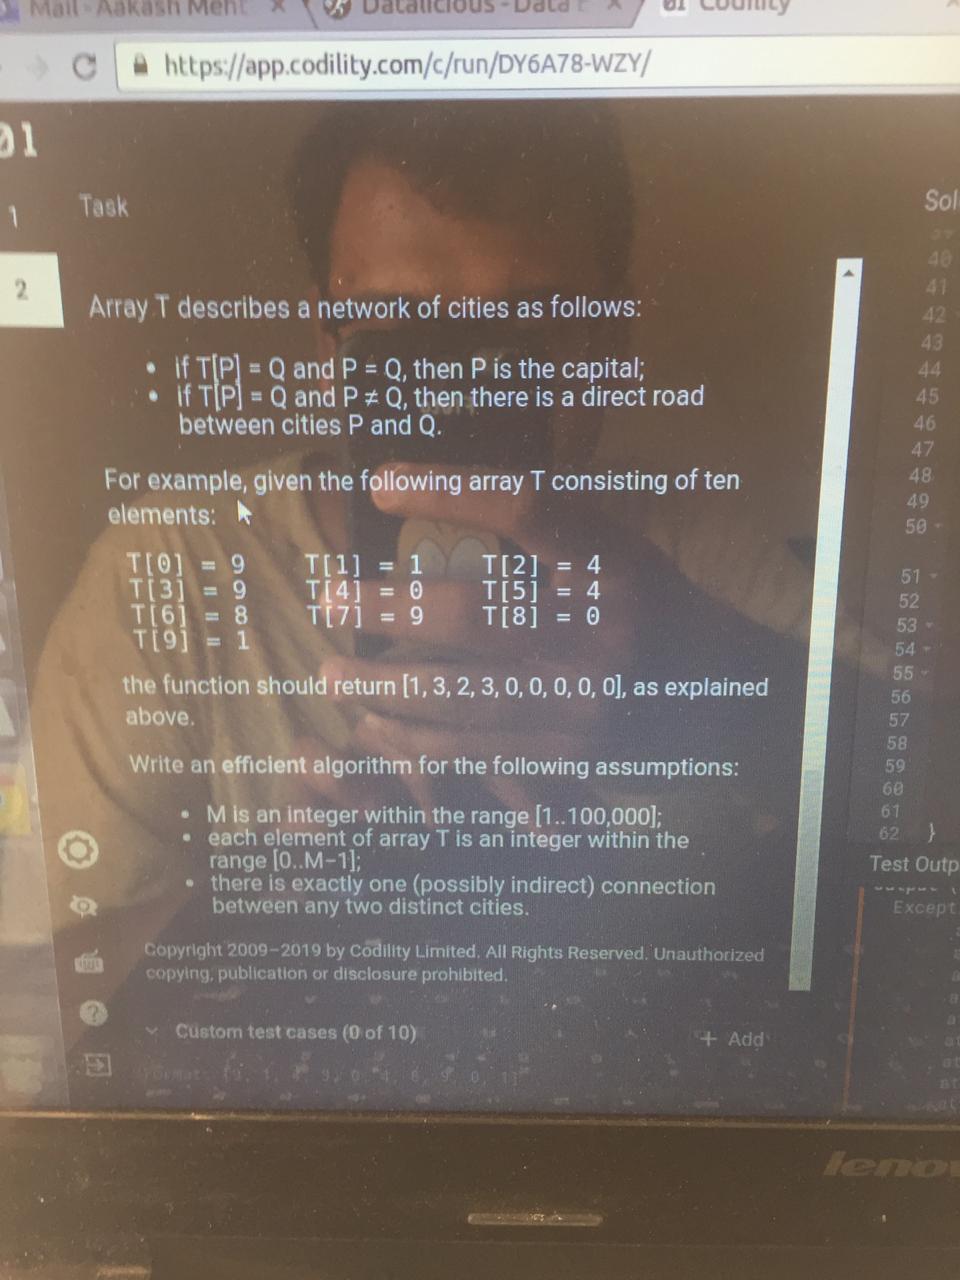 Mail - Aakash Meht
Datalicious - Data
Codility
https://app.codility.com/c/run/DY6A78-WZY/
01
Task
Sol
1
2
Array T describes a network of cities as follows:
• if T[P] = Q and P = Q, then P is the capital;
• if T[P] = Q and P ≠ Q, then there is a direct road
between cities P and Q.
For example, given the following array T consisting of ten
elements:
T[0] = 9 T[1] = 1 T[2] = 4
T[3] = 9 T[4] = 0 T[5] = 4
T[6] = 8 T[7] = 9 T[8] = 0
T[9] = 1
the function should return [1, 3, 2, 3, 0, 0, 0, 0, 0], as explained
above.
Write an efficient algorithm for the following assumptions:
• M is an integer within the range [1..100,000];
• each element of array T is an integer within the
range [0..M−1];
• there is exactly one (possibly indirect) connection
between any two distinct cities.
Copyright 2009–2019 by Codility Limited. All Rights Reserved. Unauthorized
copying, publication or disclosure prohibited.
Custom test cases (0 of 10)
+ Add
40
41
42
43
44
45
46
47
48
49
50
51
52
53
54
55
56
57
58
59
60
61
62 }
Test Outp
Except
lenov